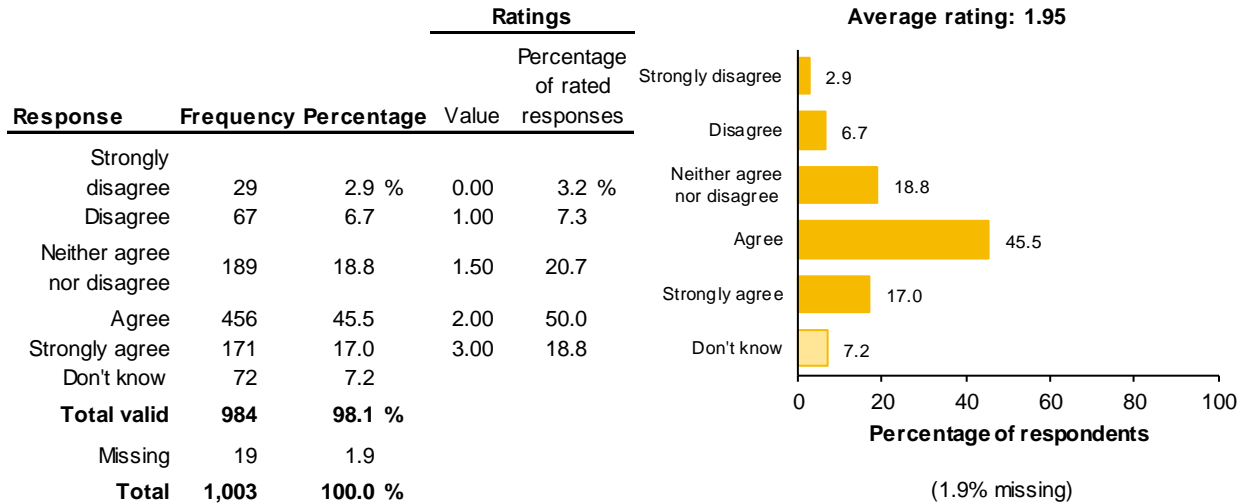 Ratings
Response Frequency Percentage Value Percentage of rated responses
Strongly disagree 29 2.9 % 0.00 3.2 %
Disagree 67 6.7 1.00 7.3
Neither agree nor disagree 189 18.8 1.50 20.7
Agree 456 45.5 2.00 50.0
Strongly agree 171 17.0 3.00 18.8
Don't know 72 7.2
Total valid 984 98.1 %
Missing 19 1.9
Total 1,003 100.0 %
Average rating: 1.95
Strongly disagree 2.9
Disagree 6.7
Neither agree nor disagree 18.8
Agree 45.5
Strongly agree 17.0
Don't know 7.2
0 20 40 60 80 100
Percentage of respondents
(1.9% missing)